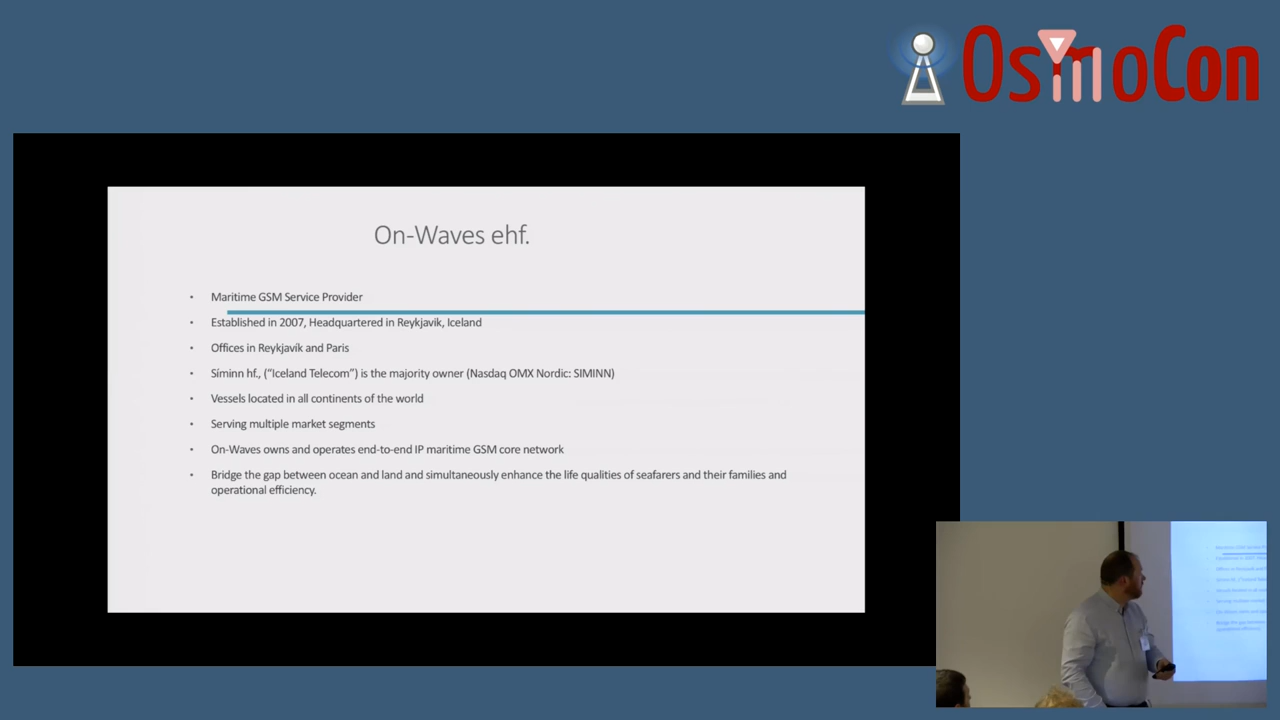 OsmoCon
On-Waves ehf.
• Maritime GSM Service Provider
• Established in 2007, Headquartered in Reykjavik, Iceland
• Offices in Reykjavík and Paris
• Síminn hf., (“Iceland Telecom”) is the majority owner (Nasdaq OMX Nordic: SIMINN)
• Vessels located in all continents of the world
• Serving multiple market segments
• On-Waves owns and operates end-to-end IP maritime GSM core network
• Bridge the gap between ocean and land and simultaneously enhance the life qualities of seafarers and their families and
operational efficiency.